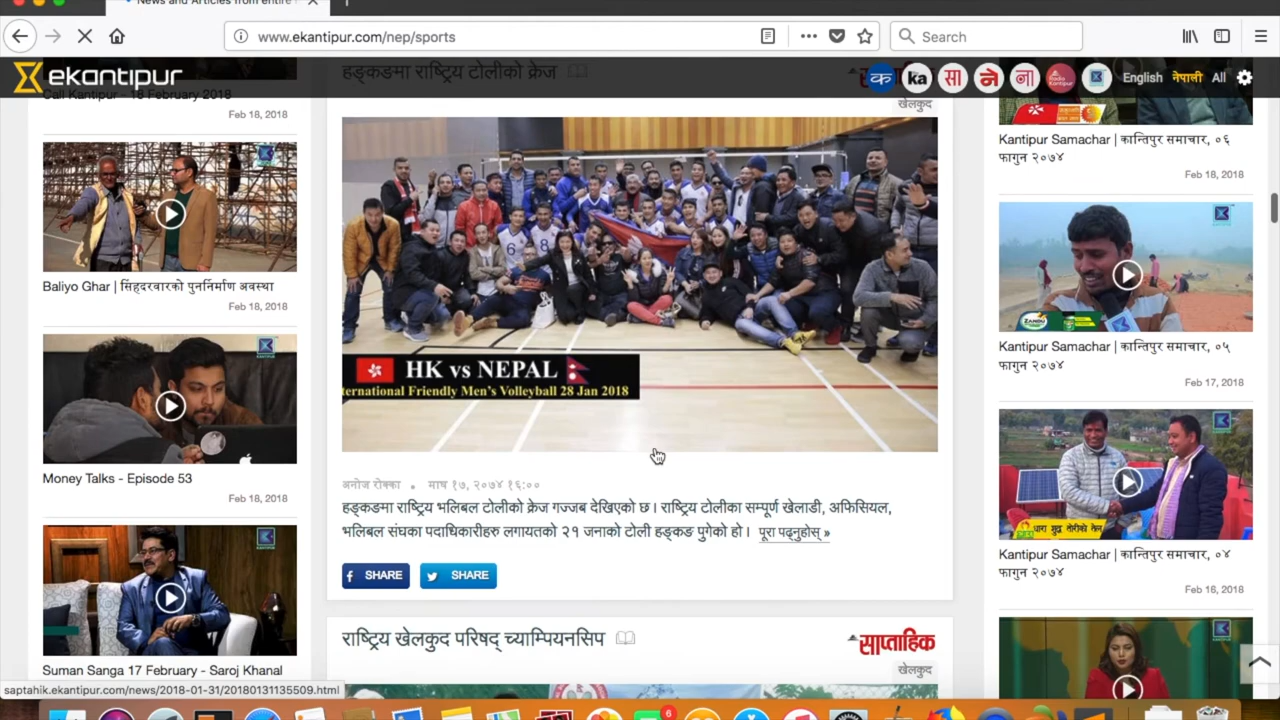 News and Articles from entire
www.ekantipur.com/nep/sports
Search
ekantipur
क ka सा ने ना
English नेपाली All
Call Kantipur - 18 February 2018
Feb 18, 2018
Baliyo Ghar | सिंहदरवारको पुनर्निर्माण अवस्था
Feb 18, 2018
Money Talks - Episode 53
Feb 18, 2018
Suman Sanga 17 February - Saroj Khanal
saptahik.ekantipur.com/news/2018-01-31/20180131135509.html
हङ्कङमा राष्ट्रिय टोलीको क्रेज
खेलकुद
HK vs NEPAL
ternational Friendly Men's Volleyball 28 Jan 2018
अनोज रोक्का • माघ १७, २०७४ १६:००
हङ्कङमा राष्ट्रिय भलिबल टोलीको क्रेज गज्जब देखिएको छ । राष्ट्रिय टोलीका सम्पूर्ण खेलाडी, अफिसियल,
भलिबल संघका पदाधिकारीहरु लगायतको २१ जनाको टोली हङ्कङ पुगेको हो । पूरा पढ्नुहोस् »
SHARE
SHARE
राष्ट्रिय खेलकुद परिषद् च्याम्पियनसिप
साप्ताहिक
खेलकुद
Kantipur Samachar | कान्तिपुर समाचार, ०६
फागुन २०७४
Feb 18, 2018
ZANDU
Kantipur Samachar | कान्तिपुर समाचार, ०५
फागुन २०७४
Feb 17, 2018
धारा शुद्ध तोरीको तेल
Kantipur Samachar | कान्तिपुर समाचार, ०४
फागुन २०७४
Feb 16, 2018
6